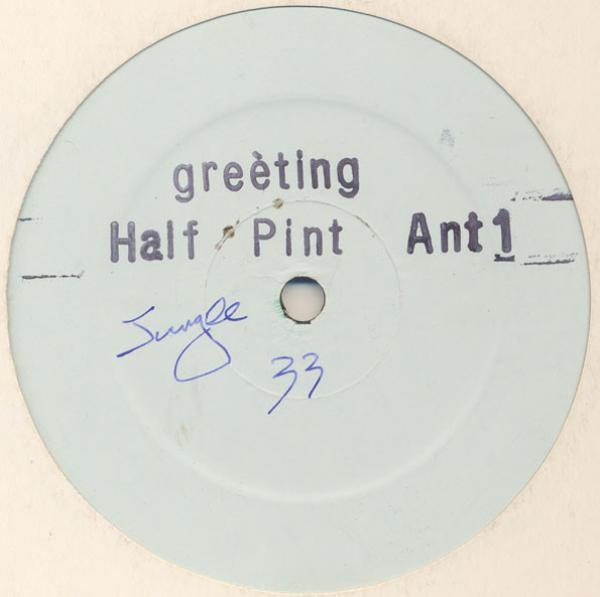 greèting
Half Pint Ant1
Jungle
33